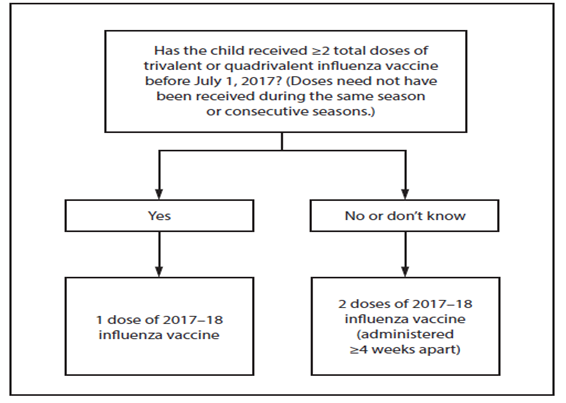 Has the child received ≥2 total doses of
trivalent or quadrivalent influenza vaccine
before July 1, 2017? (Doses need not have
been received during the same season
or consecutive seasons.)
Yes
No or don't know
1 dose of 2017–18
influenza vaccine
2 doses of 2017–18
influenza vaccine
(administered
≥4 weeks apart)